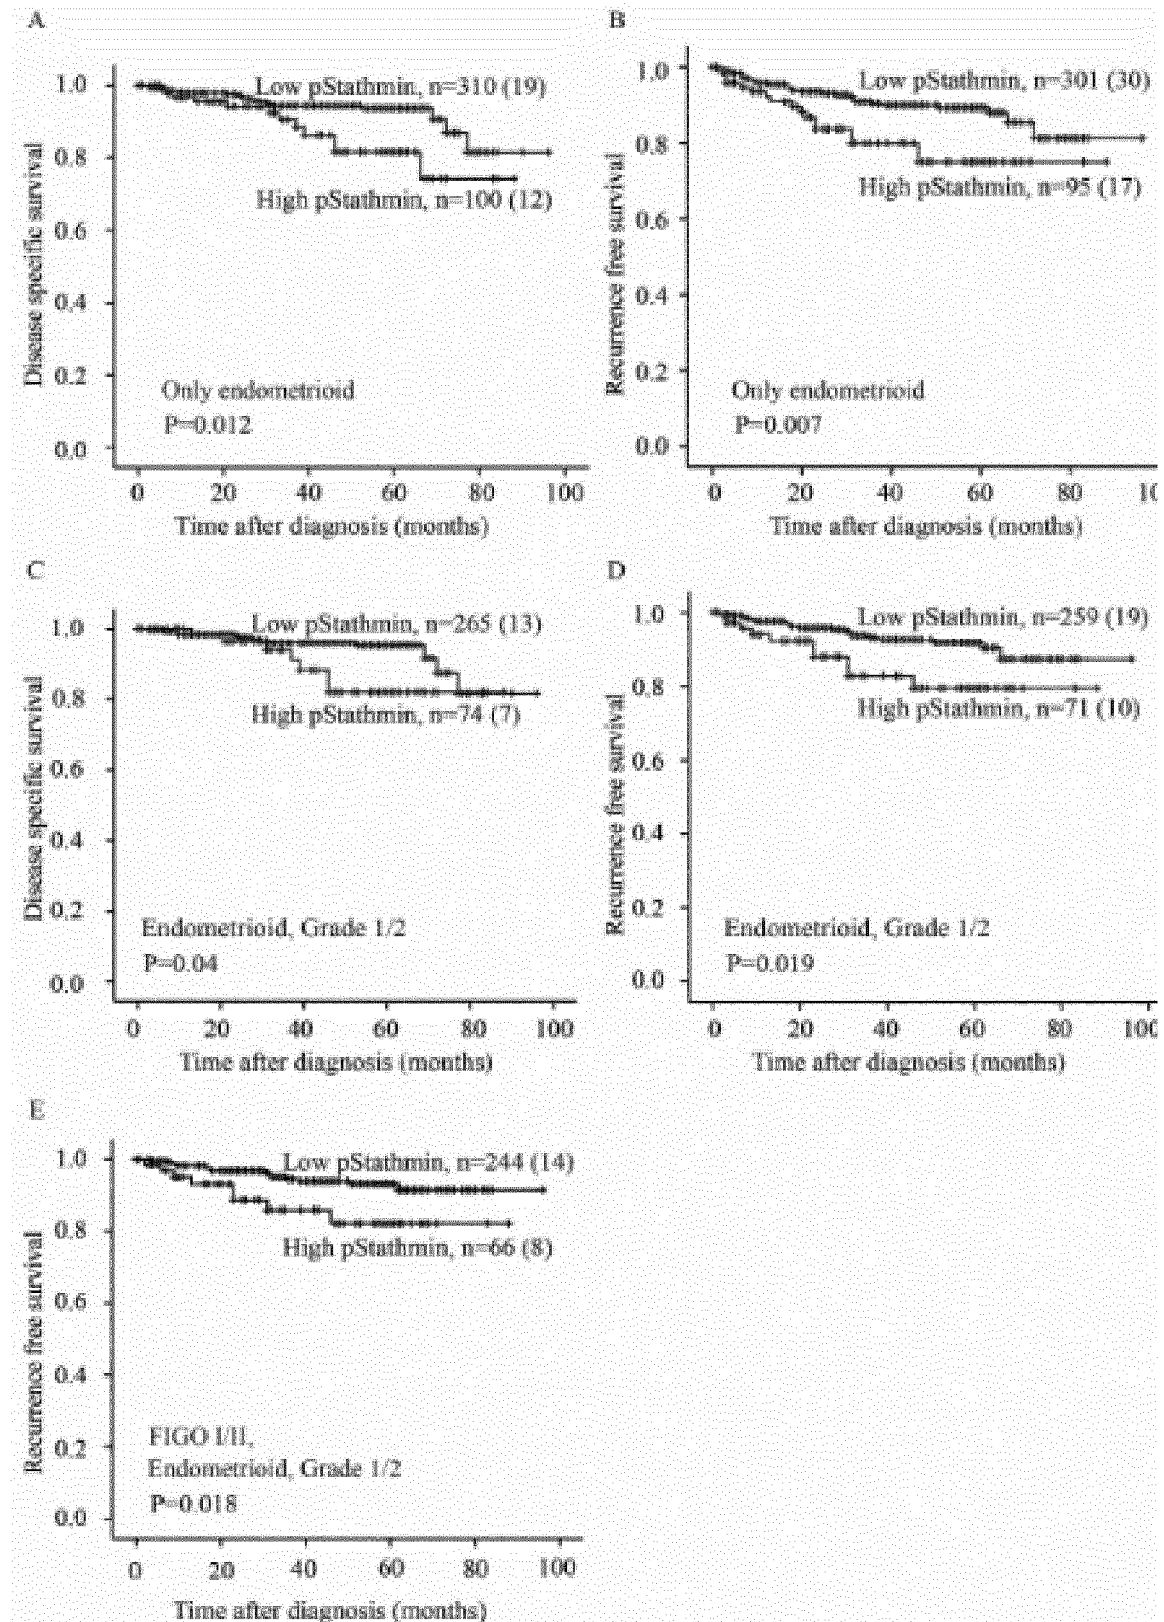 A
Disease specific survival
1.0
0.8
0.6
0.4
0.2
0.0
Low pStathmin, n=310 (19)
High pStathmin, n=100 (12)
Only endometrioid
P=0.012
0 20 40 60 80 100
Time after diagnosis (months)
B
Recurrence free survival
1.0
0.8
0.6
0.4
0.2
0.0
Low pStathmin, n=301 (30)
High pStathmin, n=95 (17)
Only endometrioid
P=0.007
0 20 40 60 80
Time after diagnosis (months)
C
Disease specific survival
1.0
0.8
0.6
0.4
0.2
0.0
Low pStathmin, n=265 (13)
High pStathmin, n=74 (7)
Endometrioid, Grade 1/2
P=0.04
0 20 40 60 80 100
Time after diagnosis (months)
D
Recurrence free survival
1.0
0.8
0.6
0.4
0.2
0.0
Low pStathmin, n=259 (19)
High pStathmin, n=71 (10)
Endometrioid, Grade 1/2
P=0.019
0 20 40 60 80 100
Time after diagnosis (months)
E
Recurrence free survival
1.0
0.8
0.6
0.4
0.2
0.0
Low pStathmin, n=244 (14)
High pStathmin, n=66 (8)
FIGO I/II,
Endometrioid, Grade 1/2
P=0.018
0 20 40 60 80 100
Time after diagnosis (months)